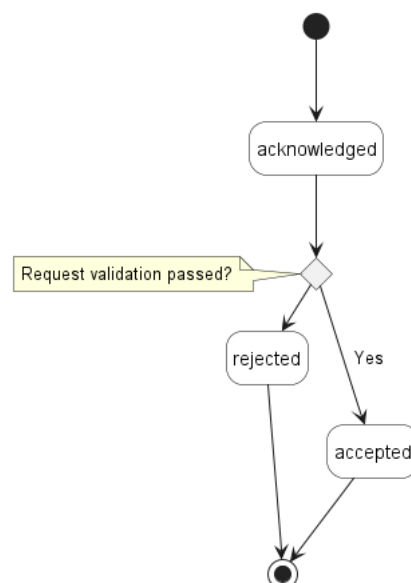 acknowledged
Request validation passed?
rejected
Yes
accepted